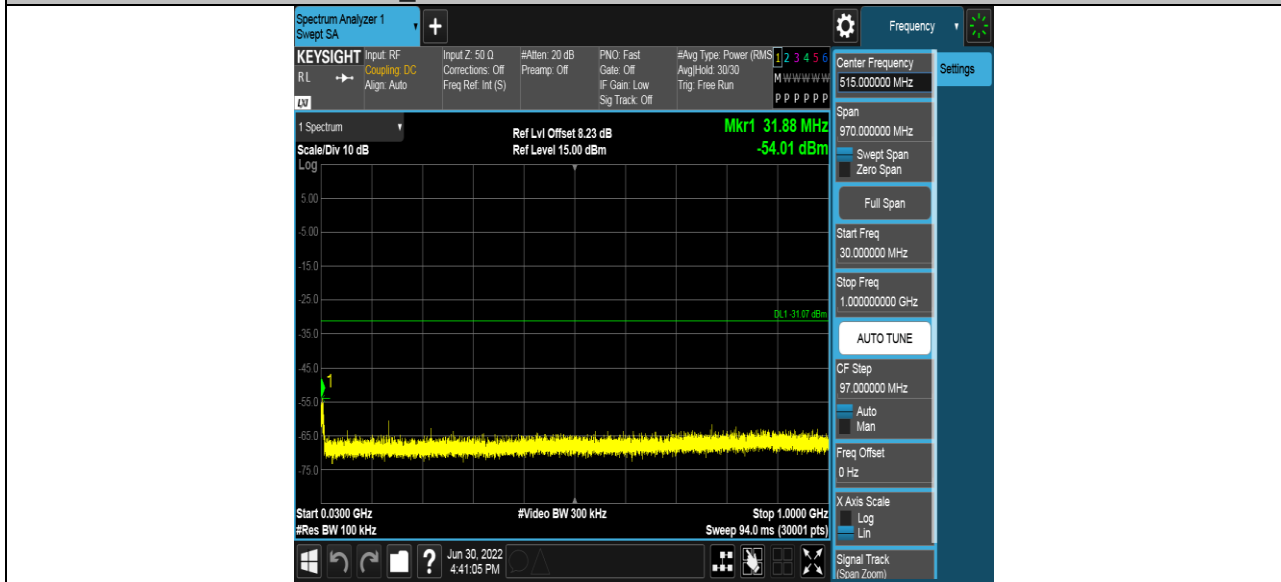 Spectrum Analyzer 1
Swept SA
+
Frequency
KEYSIGHT
RL
LXI
Input: RF
Coupling: DC
Align: Auto
Input Z: 50 Ω
Corrections: Off
Freq Ref: Int (S)
#Atten: 20 dB
Preamp: Off
PNO: Fast
Gate: Off
IF Gain: Low
Sig Track: Off
#Avg Type: Power (RMS
Avg|Hold: 30/30
Trig: Free Run
1 2 3 4 5 6
M W W W W W
P P P P P P
1 Spectrum
Scale/Div 10 dB
Log
Ref Lvl Offset 8.23 dB
Ref Level 15.00 dBm
Mkr1 31.88 MHz
-54.01 dBm
5.00
-5.00
-15.0
-25.0
DL1 -31.07 dBm
-35.0
-45.0
1
-55.0
-65.0
-75.0
Start 0.0300 GHz
#Res BW 100 kHz
#Video BW 300 kHz
Stop 1.0000 GHz
Sweep 94.0 ms (30001 pts)
?
Jun 30, 2022
4:41:05 PM
Center Frequency
515.000000 MHz
Settings
Span
970.000000 MHz
Swept Span
Zero Span
Full Span
Start Freq
30.000000 MHz
Stop Freq
1.000000000 GHz
AUTO TUNE
CF Step
97.000000 MHz
Auto
Man
Freq Offset
0 Hz
X Axis Scale
Log
Lin
Signal Track
(Span Zoom)